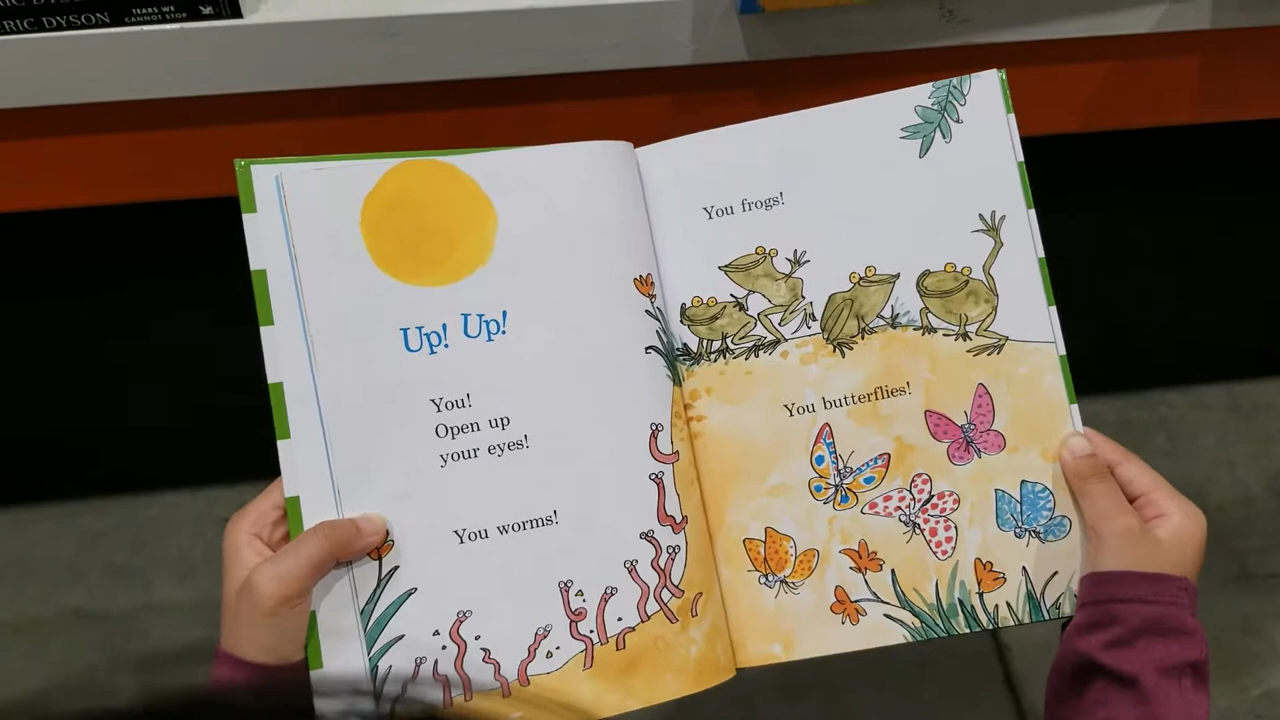 ERIC DYSON
TEARS WE
CANNOT STOP
Up! Up!
You!
Open up
your eyes!
You worms!
You frogs!
You butterflies!